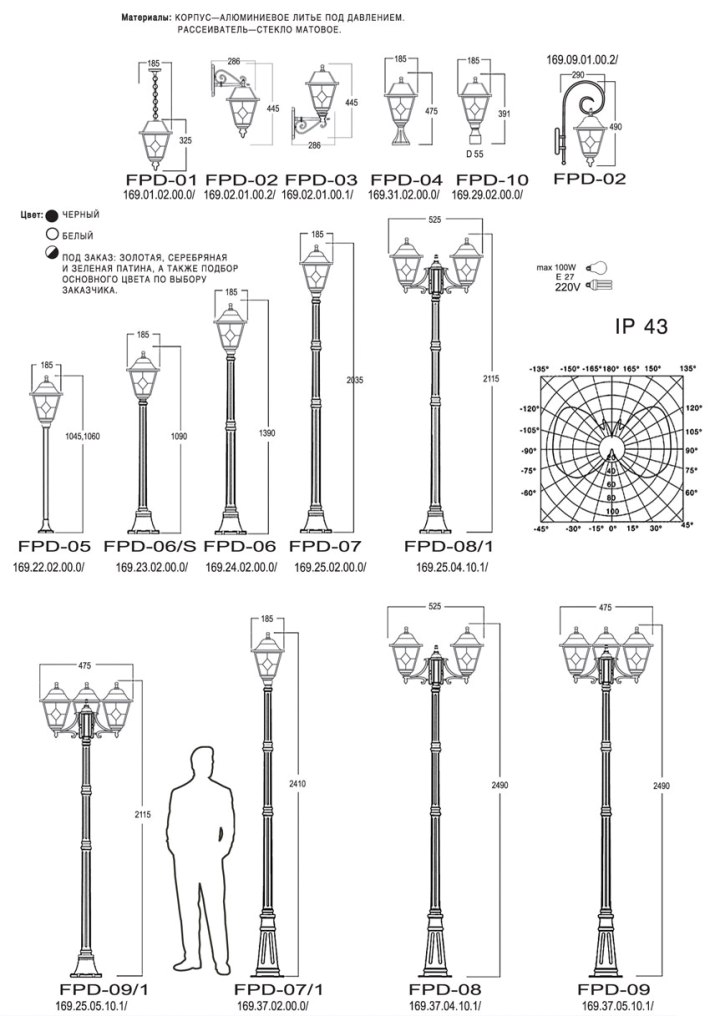 Материалы: КОРПУС—АЛЮМИНИЕВОЕ ЛИТЬЕ ПОД ДАВЛЕНИЕМ.
РАССЕИВАТЕЛЬ—СТЕКЛО МАТОВОЕ.
169.09.01.00.2/
185 286 185 185 290
325 445 445 286 475 391 490
D 55
FPD-01 FPD-02 FPD-03 FPD-04 FPD-10 FPD-02
169.01.02.00.0/ 169.02.01.00.2/ 169.02.01.00.1/ 169.31.02.00.0/ 169.29.02.00.0/
Цвет: ЧЕРНЫЙ
БЕЛЫЙ
ПОД ЗАКАЗ: ЗОЛОТАЯ, СЕРЕБРЯНАЯ
И ЗЕЛЕНАЯ ПАТИНА, А ТАКЖЕ ПОДБОР
ОСНОВНОГО ЦВЕТА ПО ВЫБОРУ
ЗАКАЗЧИКА.
185 185 185 185 525
1045,1060 1090 1390 2035 2115
max 100W
E 27
220V
IP 43
-135° -150° -165° 180° 165° 150° 135°
-120° 120°
-105° 105°
-90° 90°
-75° 75°
-60° 60°
20
40
60
80
100
-45° -30° -15° 0° 15° 30° 45°
FPD-05 FPD-06/S FPD-06 FPD-07 FPD-08/1
169.22.02.00.0/ 169.23.02.00.0/ 169.24.02.00.0/ 169.25.02.00.0/ 169.25.04.10.1/
475 185 525 475
2115 2410 2490 2490
FPD-09/1 FPD-07/1 FPD-08 FPD-09
169.25.05.10.1/ 169.37.02.00.0/ 169.37.04.10.1/ 169.37.05.10.1/